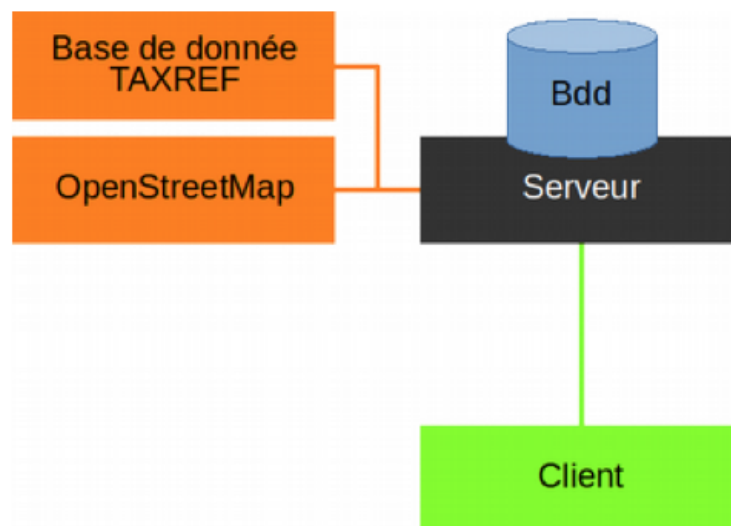 Base de donnée
TAXREF
Bdd
OpenStreetMap
Serveur
Client